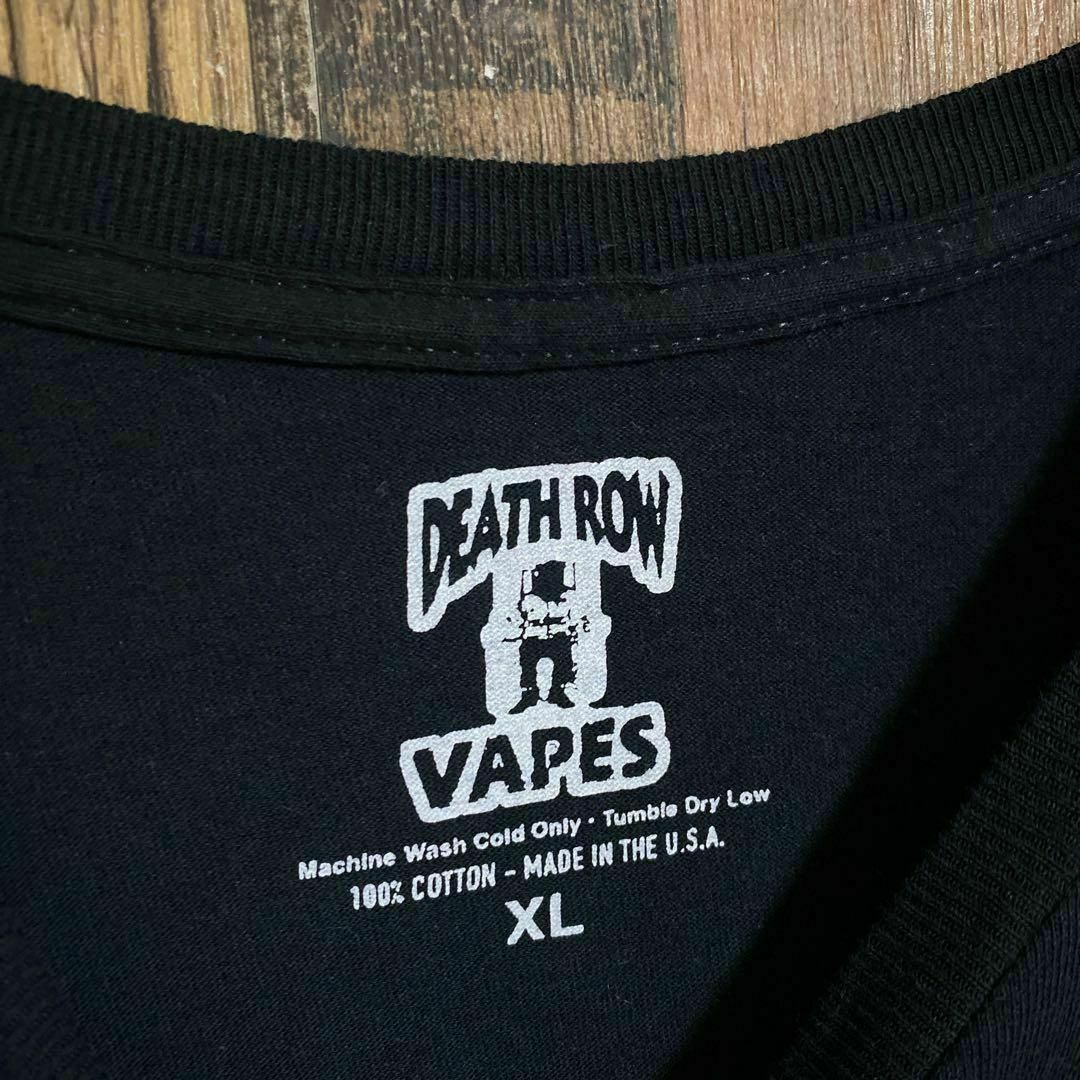 DEATH ROW
VAPES
Machine Wash Cold Only • Tumble Dry Low
100% COTTON - MADE IN THE U.S.A.
XL